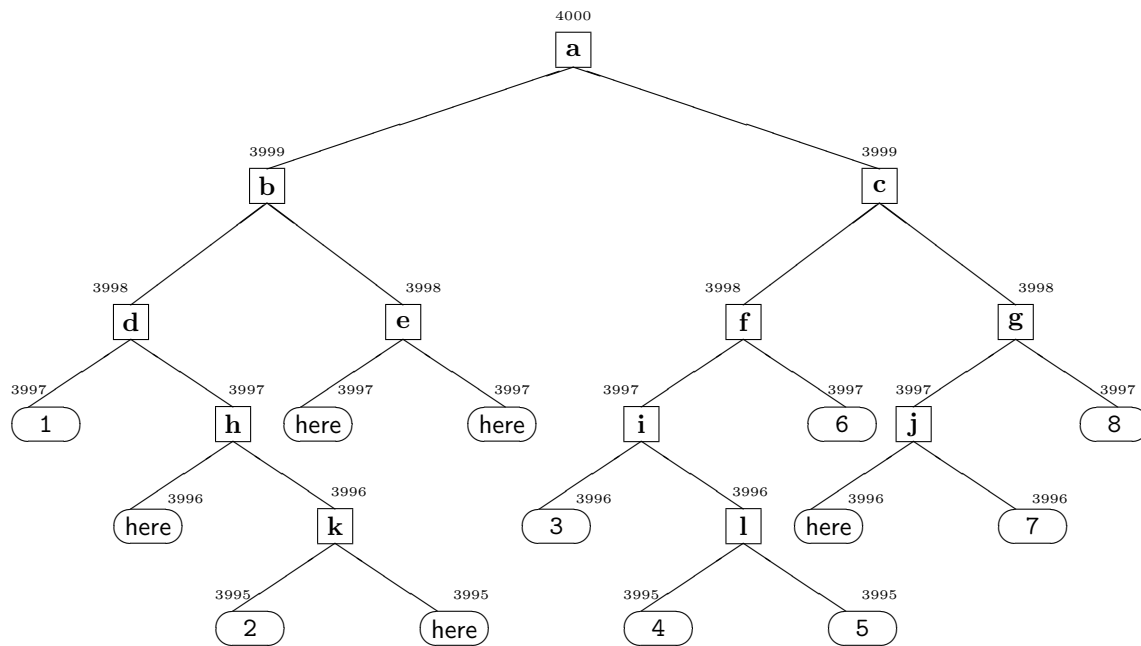 4000
a
3999 3999
b c
3998 3998 3998 3998
d e f g
3997 3997 3997 3997 3997 3997 3997 3997
1 h here here i 6 j 8
3996 3996 3996 3996 3996 3996
here k 3 l here 7
3995 3995 3995 3995
2 here 4 5